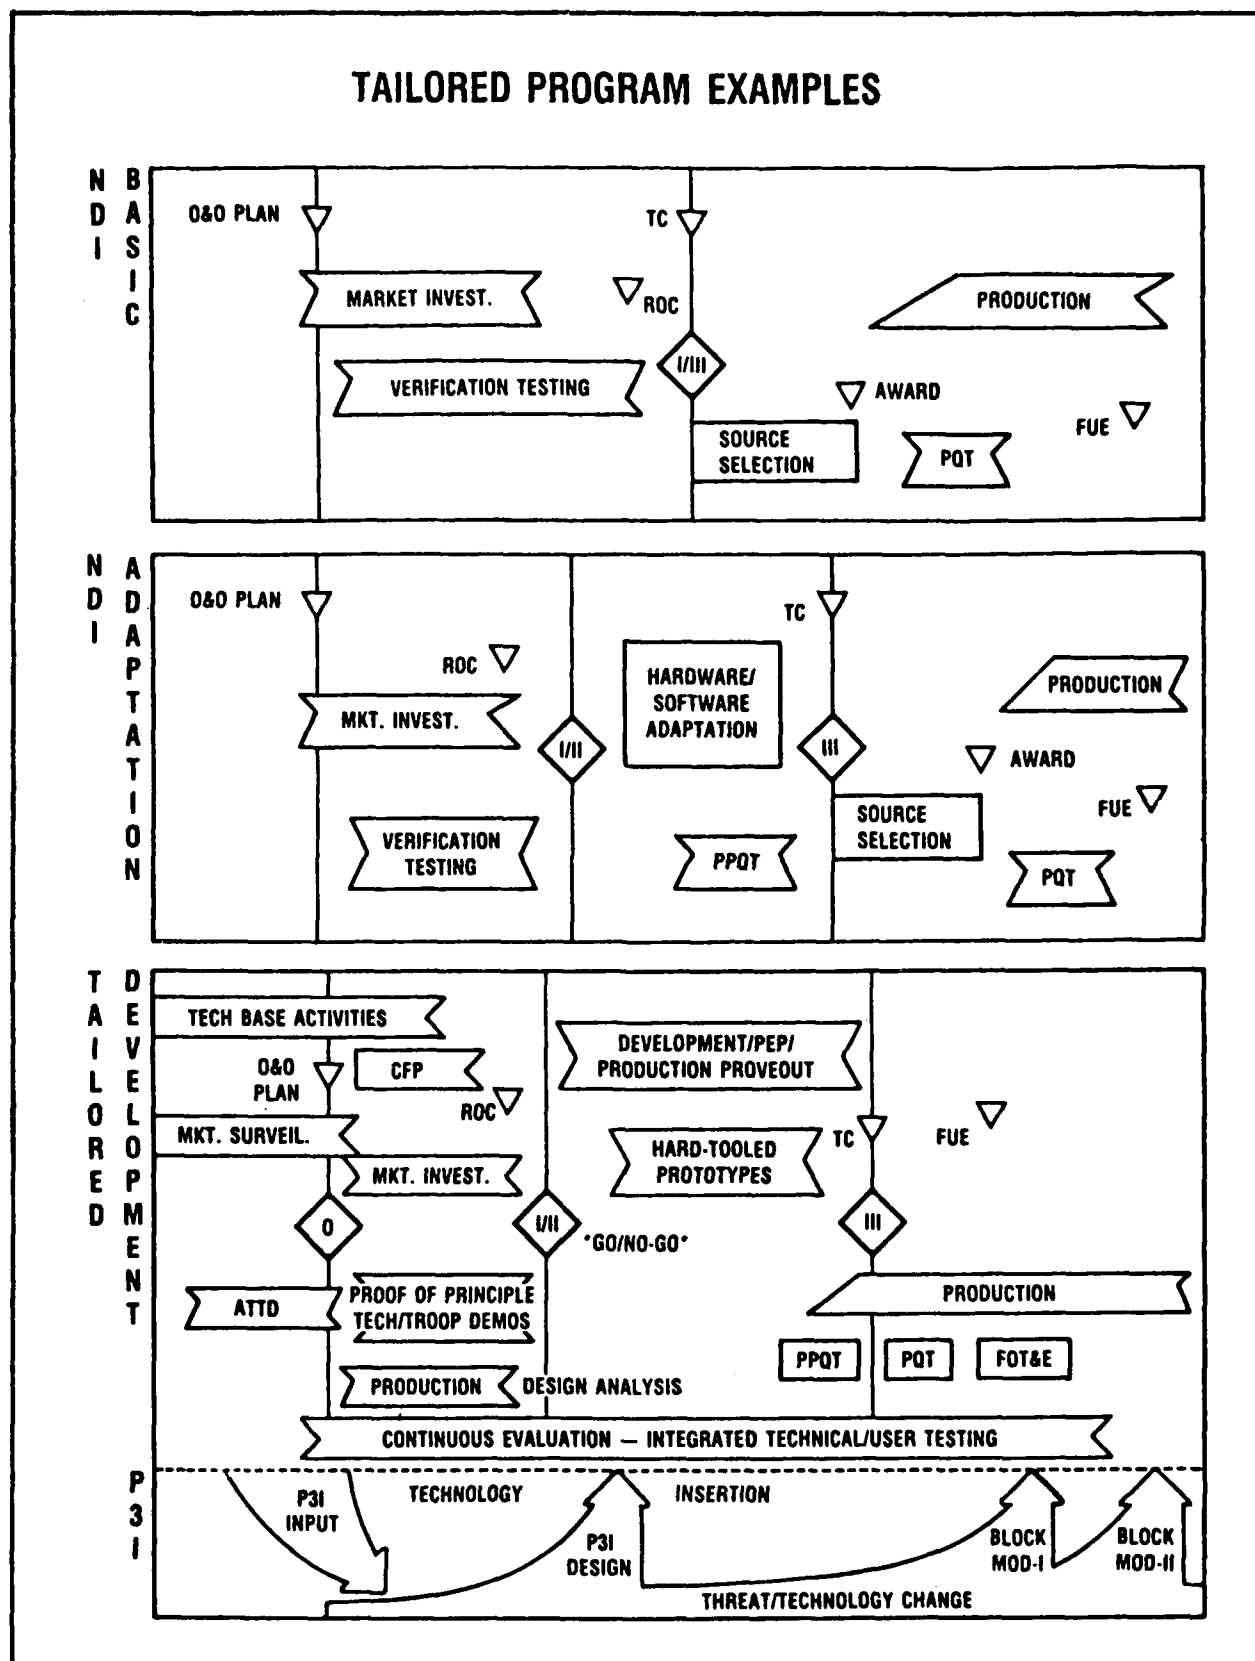 TAILORED PROGRAM EXAMPLES
NDI
BASIC
O&O PLAN
TC
MARKET INVEST.
ROC
PRODUCTION
I/III
VERIFICATION TESTING
AWARD
FUE
SOURCE
SELECTION
PQT
NDI
ADAPTATION
O&O PLAN
TC
ROC
HARDWARE/
SOFTWARE
ADAPTATION
PRODUCTION
MKT. INVEST.
I/II
III
AWARD
FUE
SOURCE
SELECTION
VERIFICATION
TESTING
PPQT
PQT
TAILORED
DEVELOPMENT
TECH BASE ACTIVITIES
DEVELOPMENT/PEP/
PRODUCTION PROVEOUT
O&O
PLAN
CFP
ROC
FUE
MKT. SURVEIL.
TC
HARD-TOOLED
PROTOTYPES
MKT. INVEST.
0
I/II
"GO/NO-GO"
III
ATTD
PROOF OF PRINCIPLE
TECH/TROOP DEMOS
PRODUCTION
PPQT
PQT
FOT&E
PRODUCTION DESIGN ANALYSIS
CONTINUOUS EVALUATION — INTEGRATED TECHNICAL/USER TESTING
P3I
P3I
INPUT
TECHNOLOGY INSERTION
P3I
DESIGN
BLOCK
MOD-I
BLOCK
MOD-II
THREAT/TECHNOLOGY CHANGE